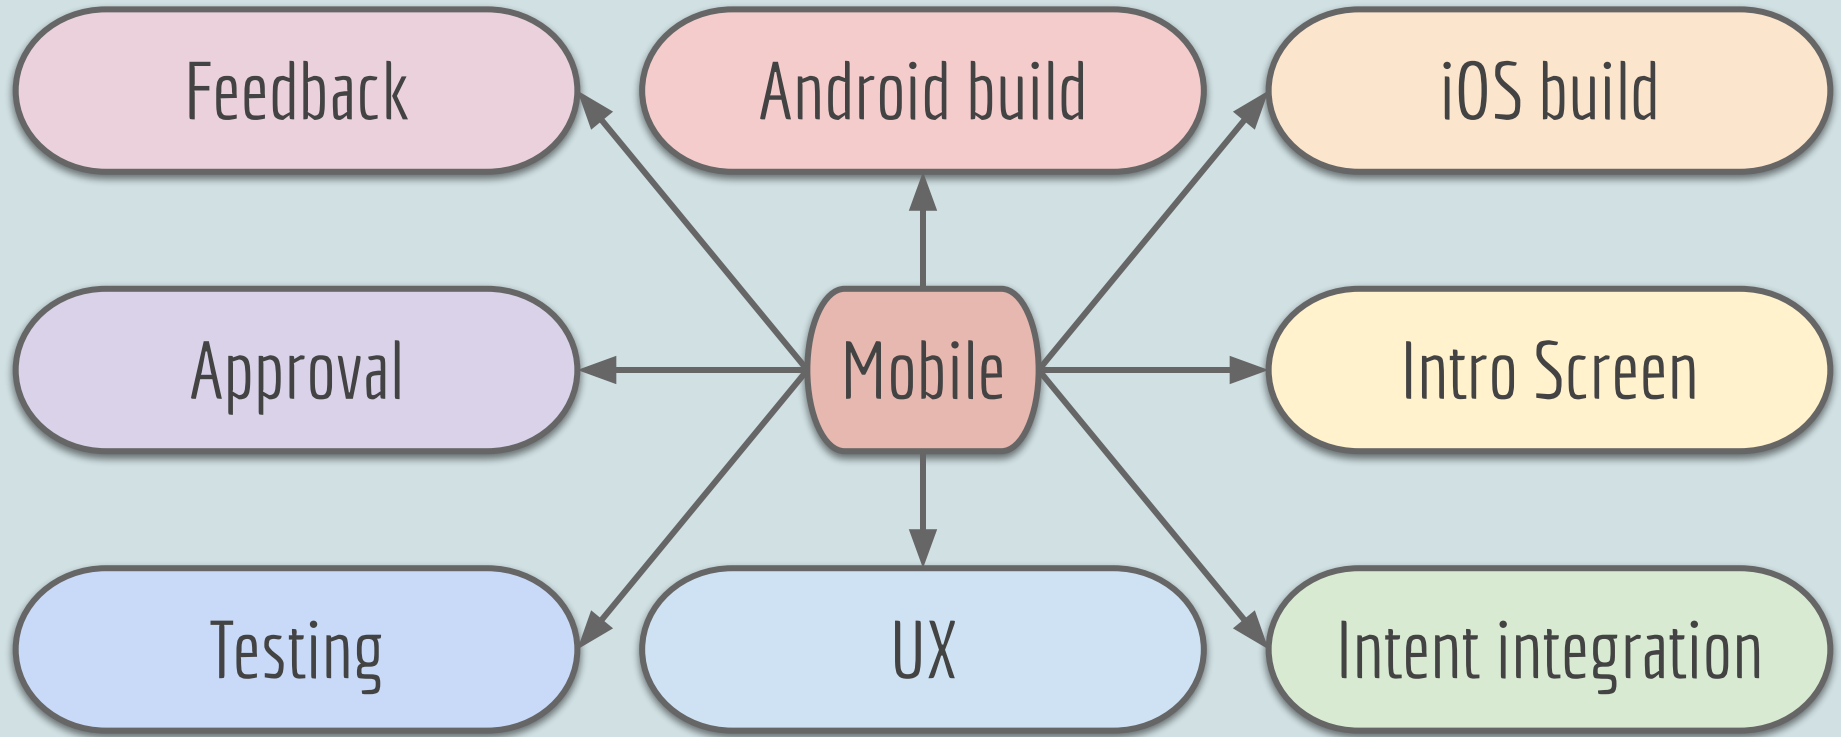 Feedback
Android build
iOS build
Approval
Mobile
Intro Screen
Testing
UX
Intent integration